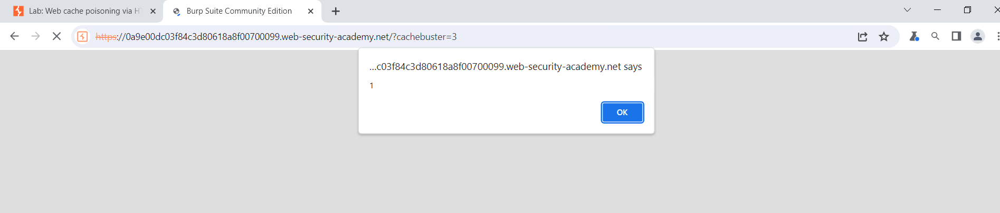 Lab: Web cache poisoning via H
Burp Suite Community Edition
https://0a9e00dc03f84c3d80618a8f00700099.web-security-academy.net/?cachebuster=3
...c03f84c3d80618a8f00700099.web-security-academy.net says
1
OK